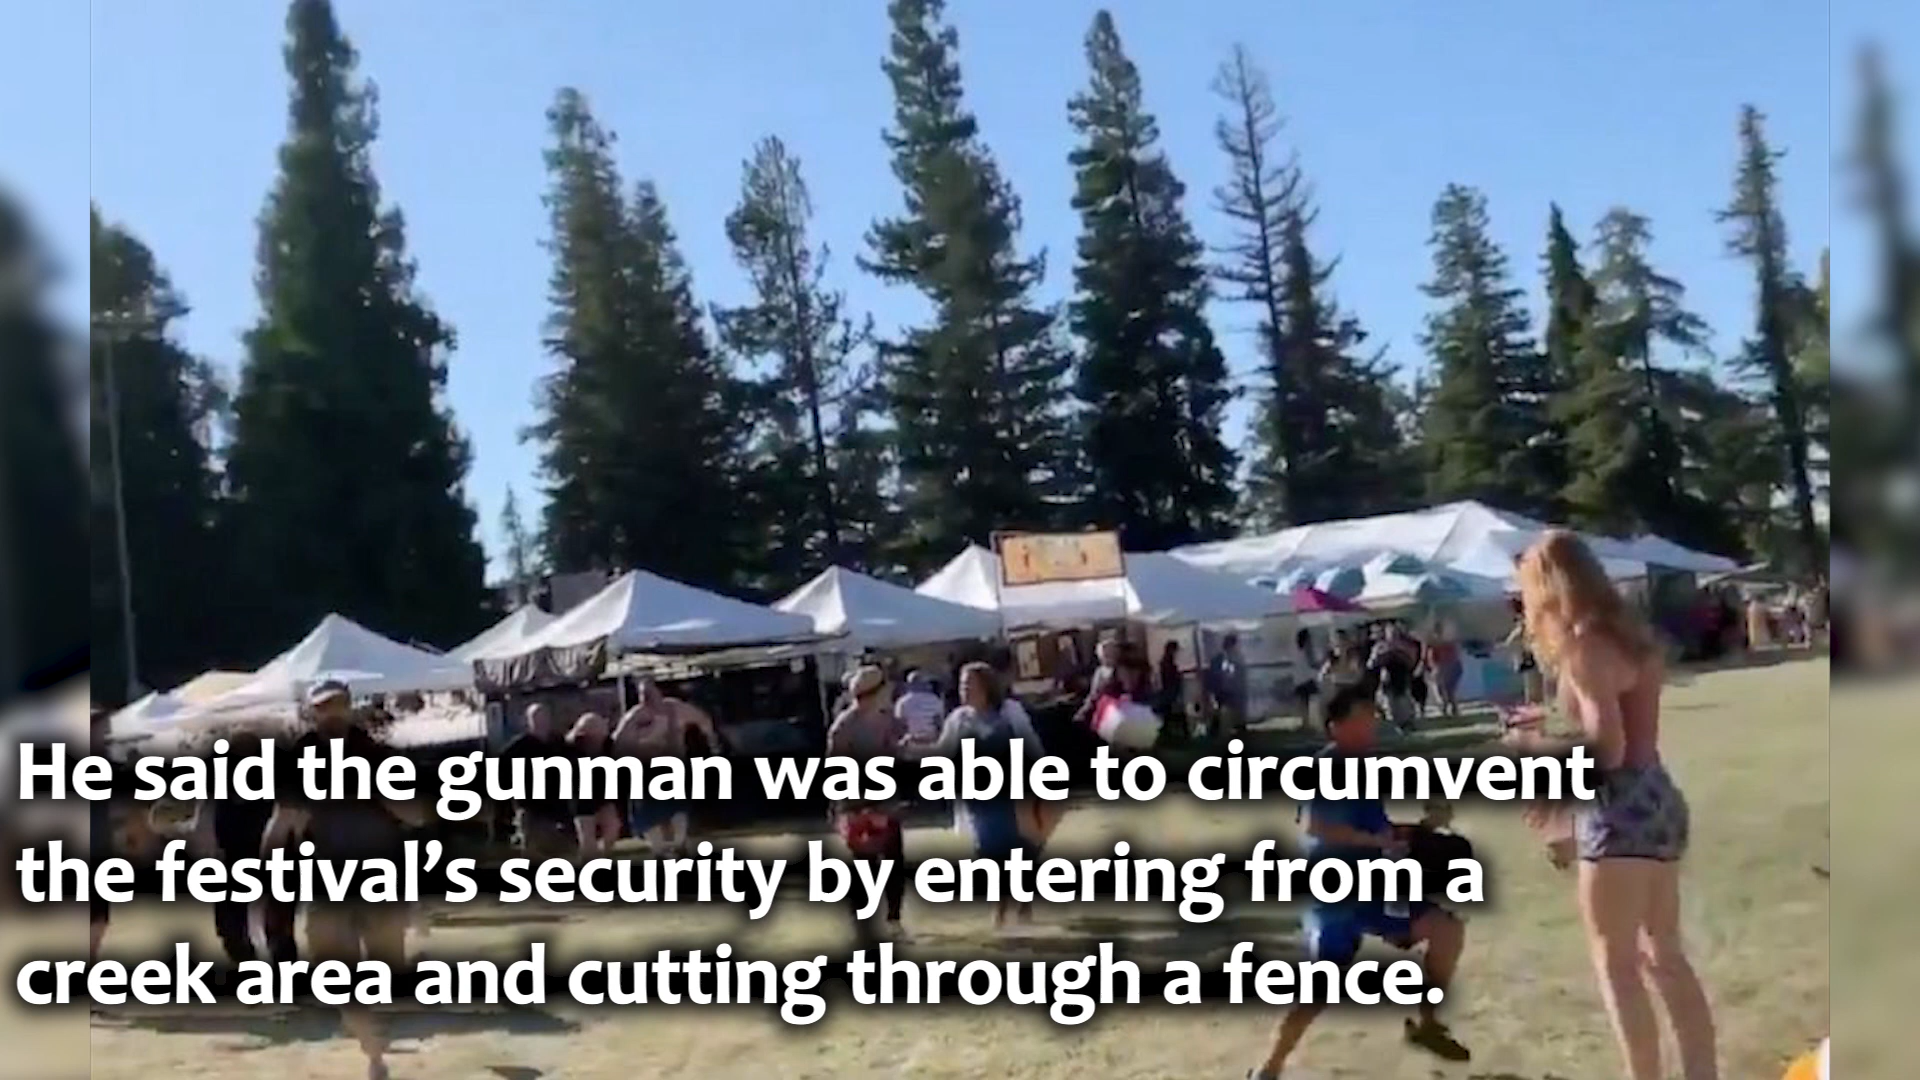 He said the gunman was able to circumvent
the festival’s security by entering from a
creek area and cutting through a fence.